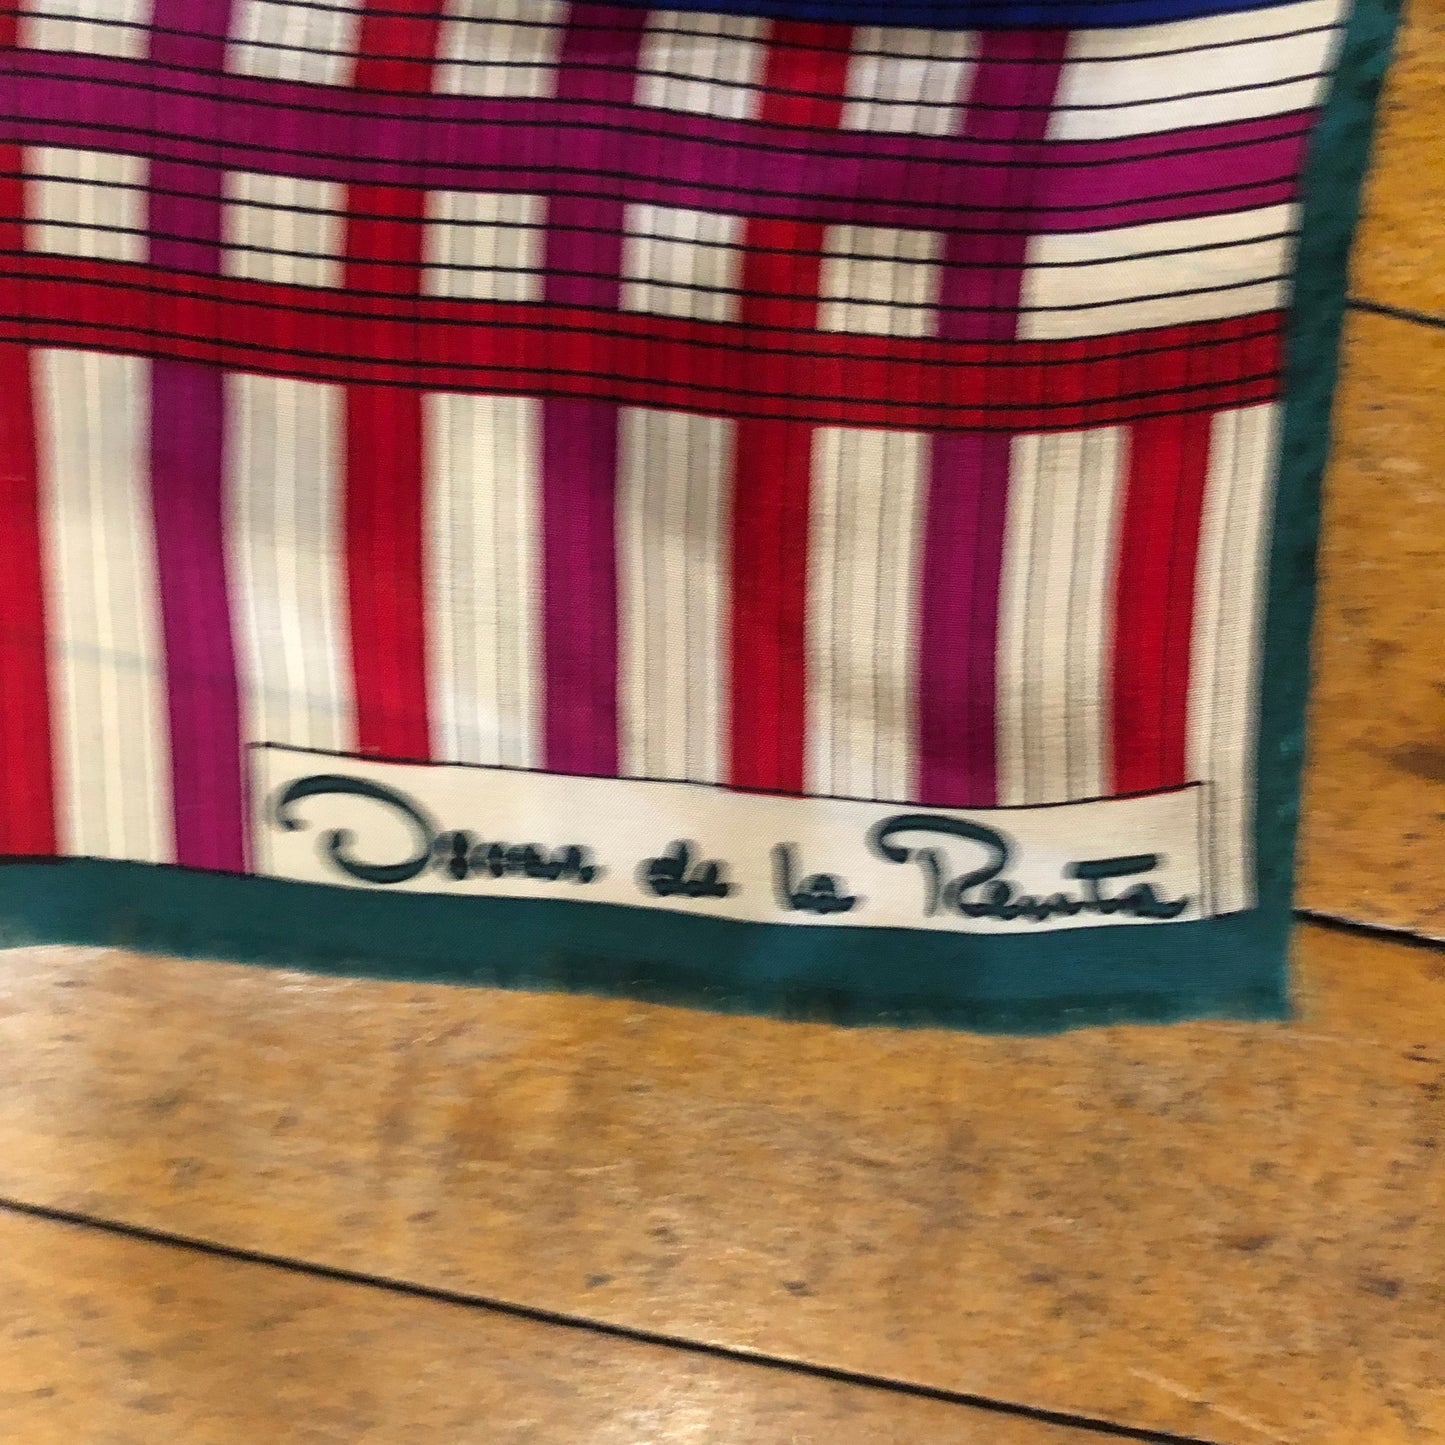 Oscar de la Renta